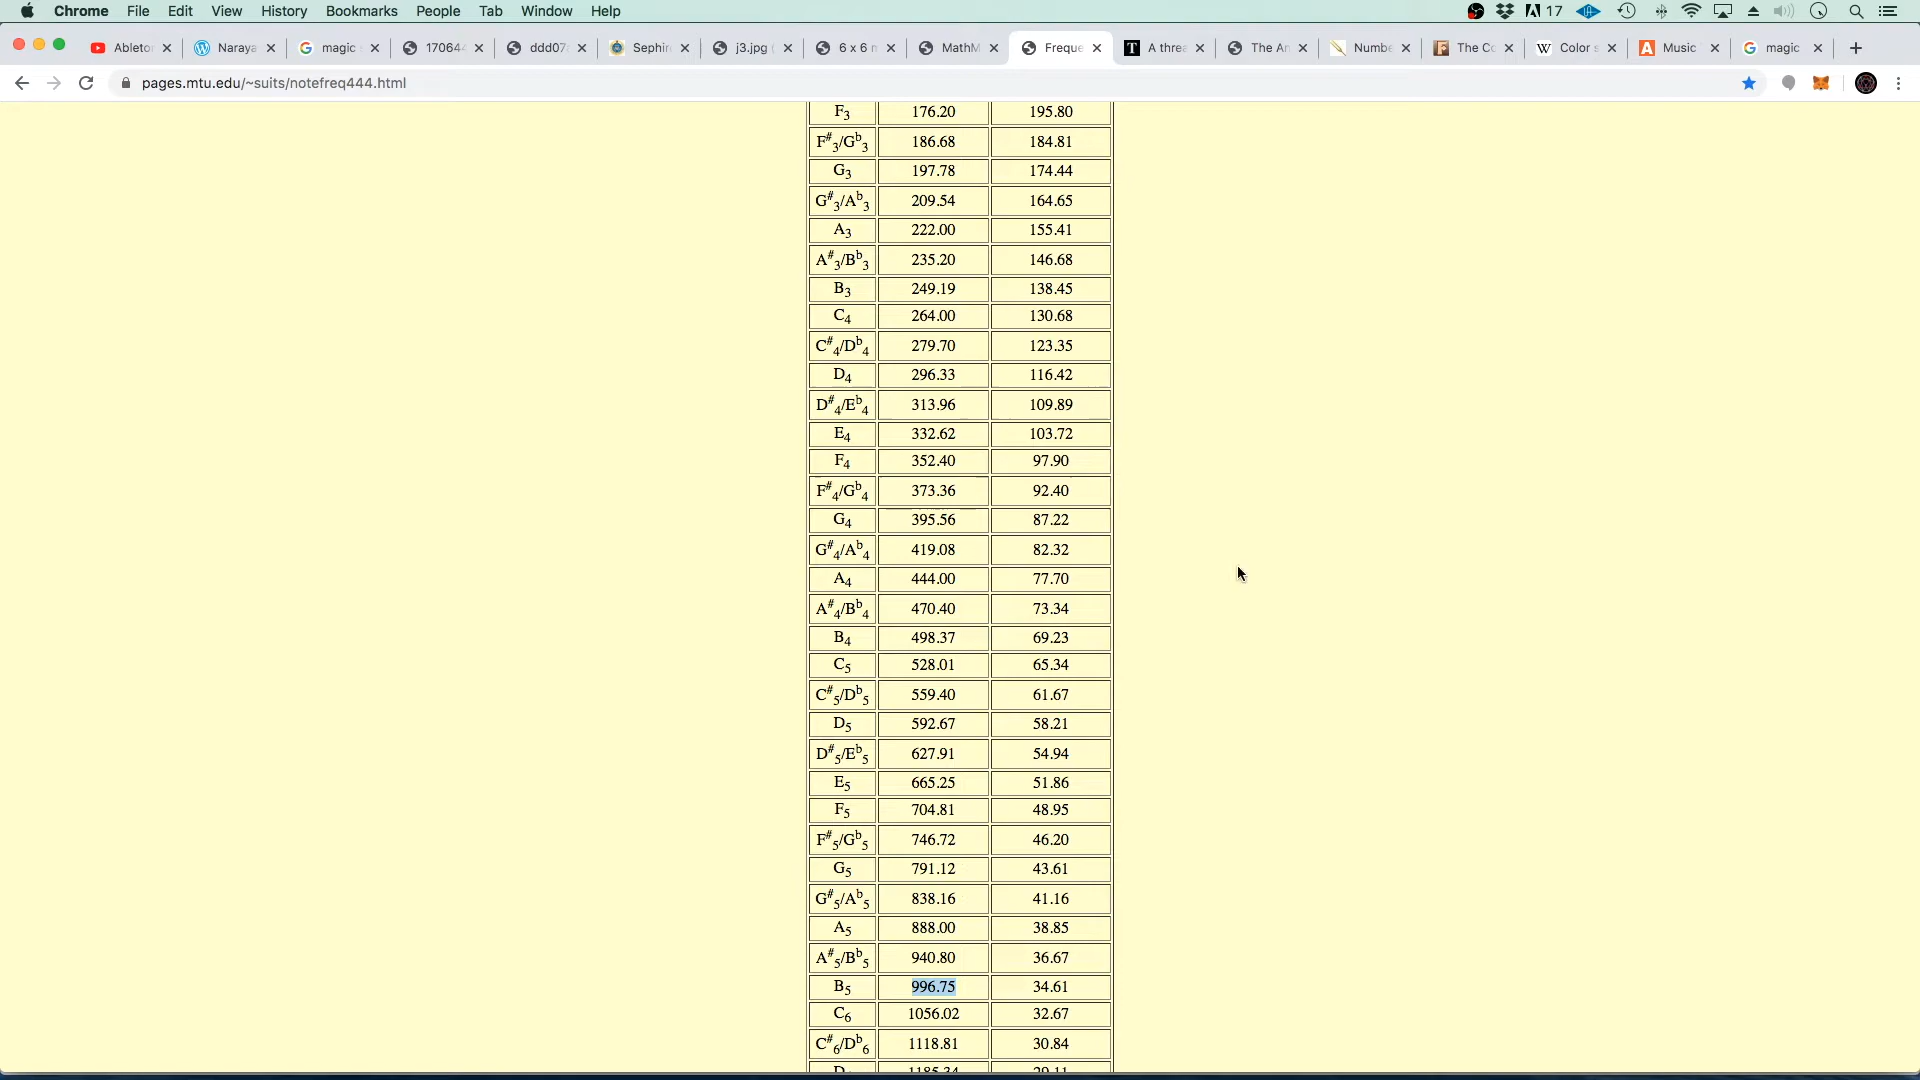 Chrome File Edit View History Bookmarks People Tab Window Help 17
Ableto Naraya magic 17064 ddd07 Sephir j3.jpg 6 x 6 m MathM Freque A thre The An Numbe The Co Color s Music magic
pages.mtu.edu/~suits/notefreq444.html
F3 176.20 195.80
F#3/Gb3 186.68 184.81
G3 197.78 174.44
G#3/Ab3 209.54 164.65
A3 222.00 155.41
A#3/Bb3 235.20 146.68
B3 249.19 138.45
C4 264.00 130.68
C#4/Db4 279.70 123.35
D4 296.33 116.42
D#4/Eb4 313.96 109.89
E4 332.62 103.72
F4 352.40 97.90
F#4/Gb4 373.36 92.40
G4 395.56 87.22
G#4/Ab4 419.08 82.32
A4 444.00 77.70
A#4/Bb4 470.40 73.34
B4 498.37 69.23
C5 528.01 65.34
C#5/Db5 559.40 61.67
D5 592.67 58.21
D#5/Eb5 627.91 54.94
E5 665.25 51.86
F5 704.81 48.95
F#5/Gb5 746.72 46.20
G5 791.12 43.61
G#5/Ab5 838.16 41.16
A5 888.00 38.85
A#5/Bb5 940.80 36.67
B5 996.75 34.61
C6 1056.02 32.67
C#6/Db6 1118.81 30.84
1185.34 29.11